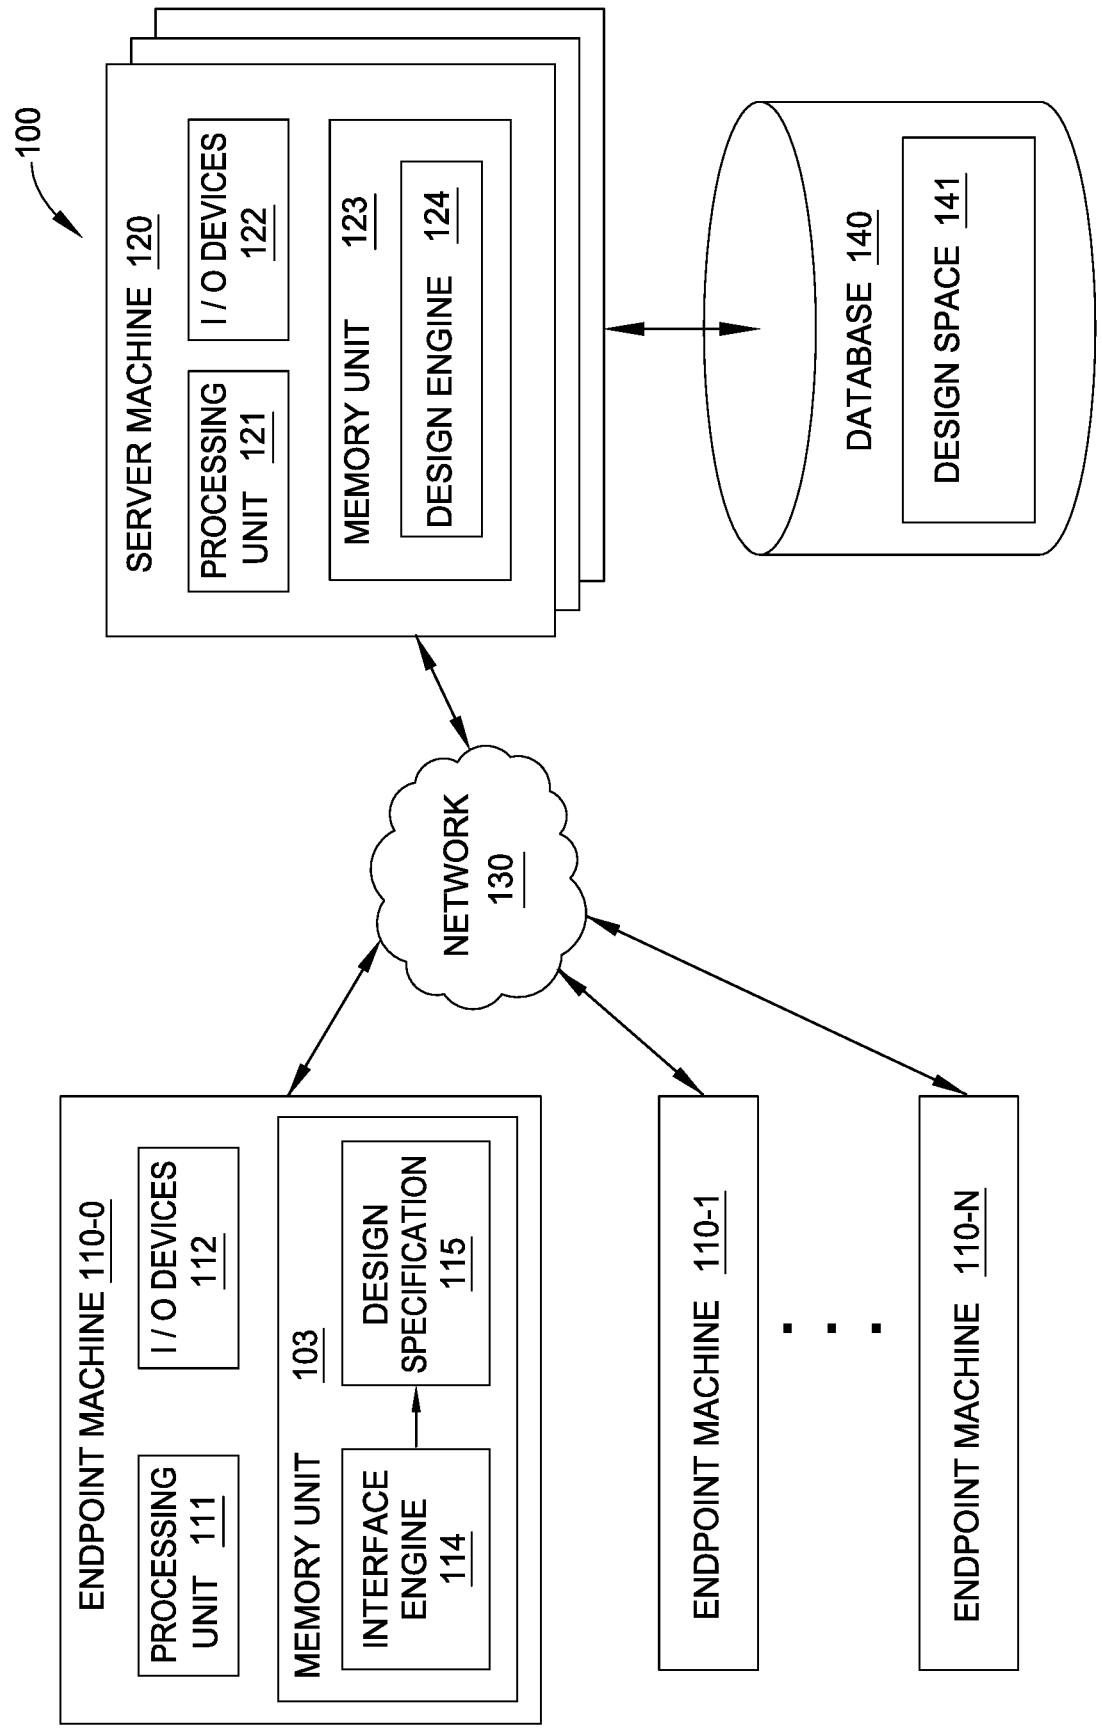 100
ENDPOINT MACHINE 110-0
PROCESSING
UNIT 111
I / O DEVICES
112
MEMORY UNIT 103
INTERFACE
ENGINE
114
DESIGN
SPECIFICATION
115
ENDPOINT MACHINE 110-1
ENDPOINT MACHINE 110-N
NETWORK
130
SERVER MACHINE 120
PROCESSING
UNIT 121
I / O DEVICES
122
MEMORY UNIT 123
DESIGN ENGINE 124
DATABASE 140
DESIGN SPACE 141